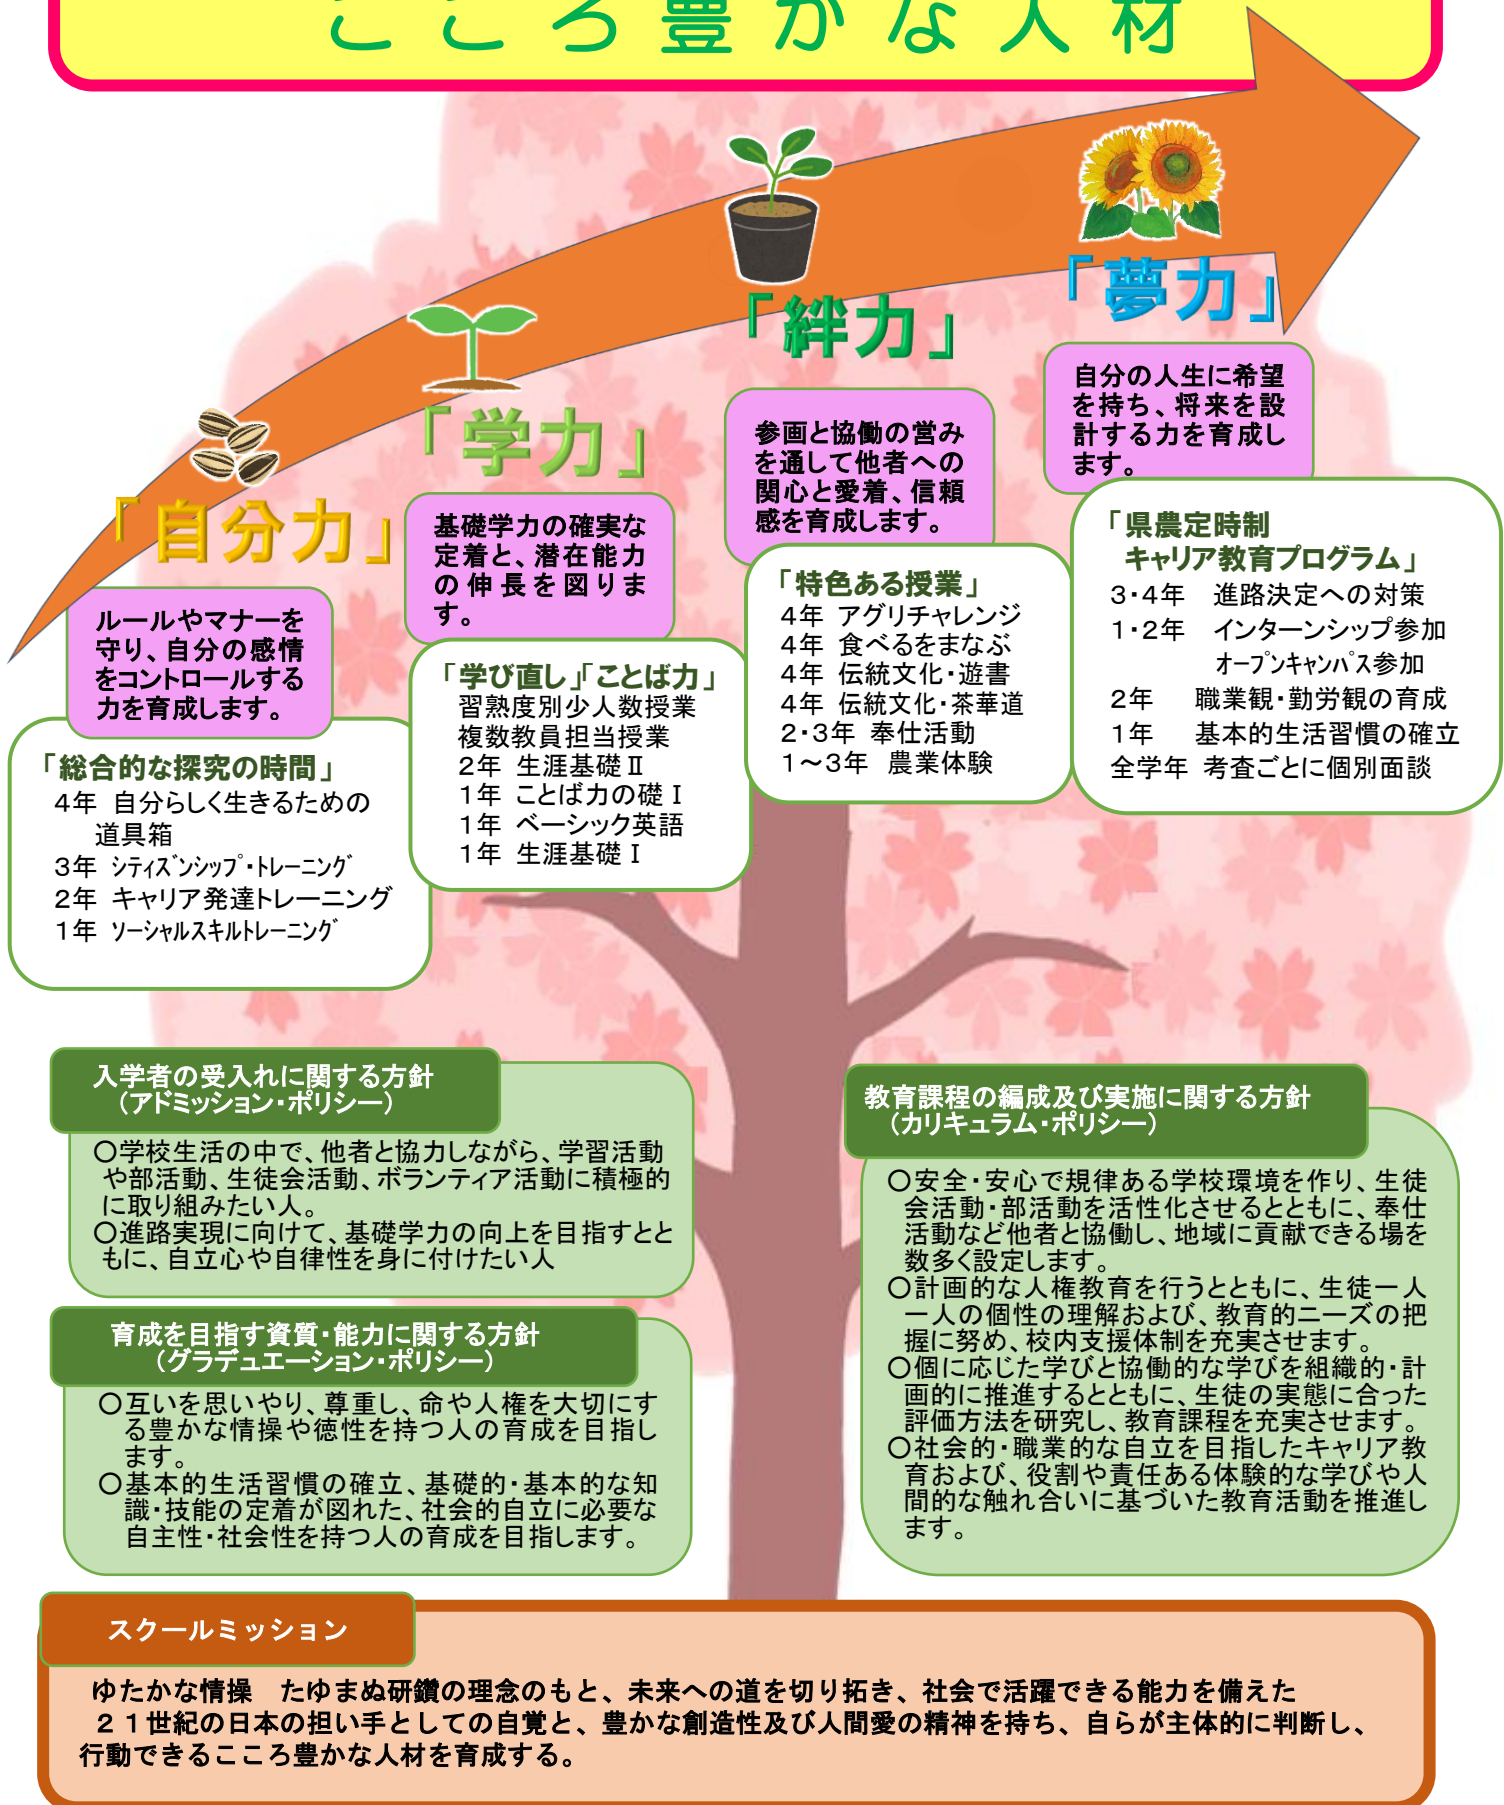 こころ豊かな人材
「自分力」
ルールやマナーを
守り、自分の感情
をコントロールする
力を育成します。
「総合的な探究の時間」
4年 自分らしく生きるための
道具箱
3年 シティズンシップ・トレーニング
2年 キャリア発達トレーニング
1年 ソーシャルスキルトレーニング
「学力」
基礎学力の確実な
定着と、潜在能力
の伸長を図りま
す。
「学び直し」「ことば力」
習熟度別少人数授業
複数教員担当授業
2年 生涯基礎Ⅱ
1年 ことば力の礎Ⅰ
1年 ベーシック英語
1年 生涯基礎Ⅰ
「絆力」
参画と協働の営み
を通して他者への
関心と愛着、信頼
感を育成します。
「特色ある授業」
4年 アグリチャレンジ
4年 食べるをまなぶ
4年 伝統文化・遊書
4年 伝統文化・茶華道
2・3年 奉仕活動
1～3年 農業体験
「夢力」
自分の人生に希望
を持ち、将来を設
計する力を育成し
ます。
「県農定時制
キャリア教育プログラム」
3・4年 進路決定への対策
1・2年 インターンシップ参加
オープンキャンパス参加
2年 職業観・勤労観の育成
1年 基本的生活習慣の確立
全学年 考査ごとに個別面談
入学者の受入れに関する方針
（アドミッション・ポリシー）
〇学校生活の中で、他者と協力しながら、学習活動
や部活動、生徒会活動、ボランティア活動に積極的
に取り組みたい人。
〇進路実現に向けて、基礎学力の向上を目指すとと
もに、自立心や自律性を身に付けたい人
育成を目指す資質・能力に関する方針
（グラデュエーション・ポリシー）
〇互いを思いやり、尊重し、命や人権を大切にす
る豊かな情操や徳性を持つ人の育成を目指し
ます。
〇基本的生活習慣の確立、基礎的・基本的な知
識・技能の定着が図れた、社会的自立に必要な
自主性・社会性を持つ人の育成を目指します。
教育課程の編成及び実施に関する方針
（カリキュラム・ポリシー）
〇安全・安心で規律ある学校環境を作り、生徒
会活動・部活動を活性化させるとともに、奉仕
活動など他者と協働し、地域に貢献できる場を
数多く設定します。
〇計画的な人権教育を行うとともに、生徒一人
一人の個性の理解および、教育的ニーズの把
握に努め、校内支援体制を充実させます。
〇個に応じた学びと協働的な学びを組織的・計
画的に推進するとともに、生徒の実態に合った
評価方法を研究し、教育課程を充実させます。
〇社会的・職業的な自立を目指したキャリア教
育および、役割や責任ある体験的な学びや人
間的な触れ合いに基づいた教育活動を推進し
ます。
スクールミッション
ゆたかな情操　たゆまぬ研鑽の理念のもと、未来への道を切り拓き、社会で活躍できる能力を備えた
２１世紀の日本の担い手としての自覚と、豊かな創造性及び人間愛の精神を持ち、自らが主体的に判断し、
行動できるこころ豊かな人材を育成する。